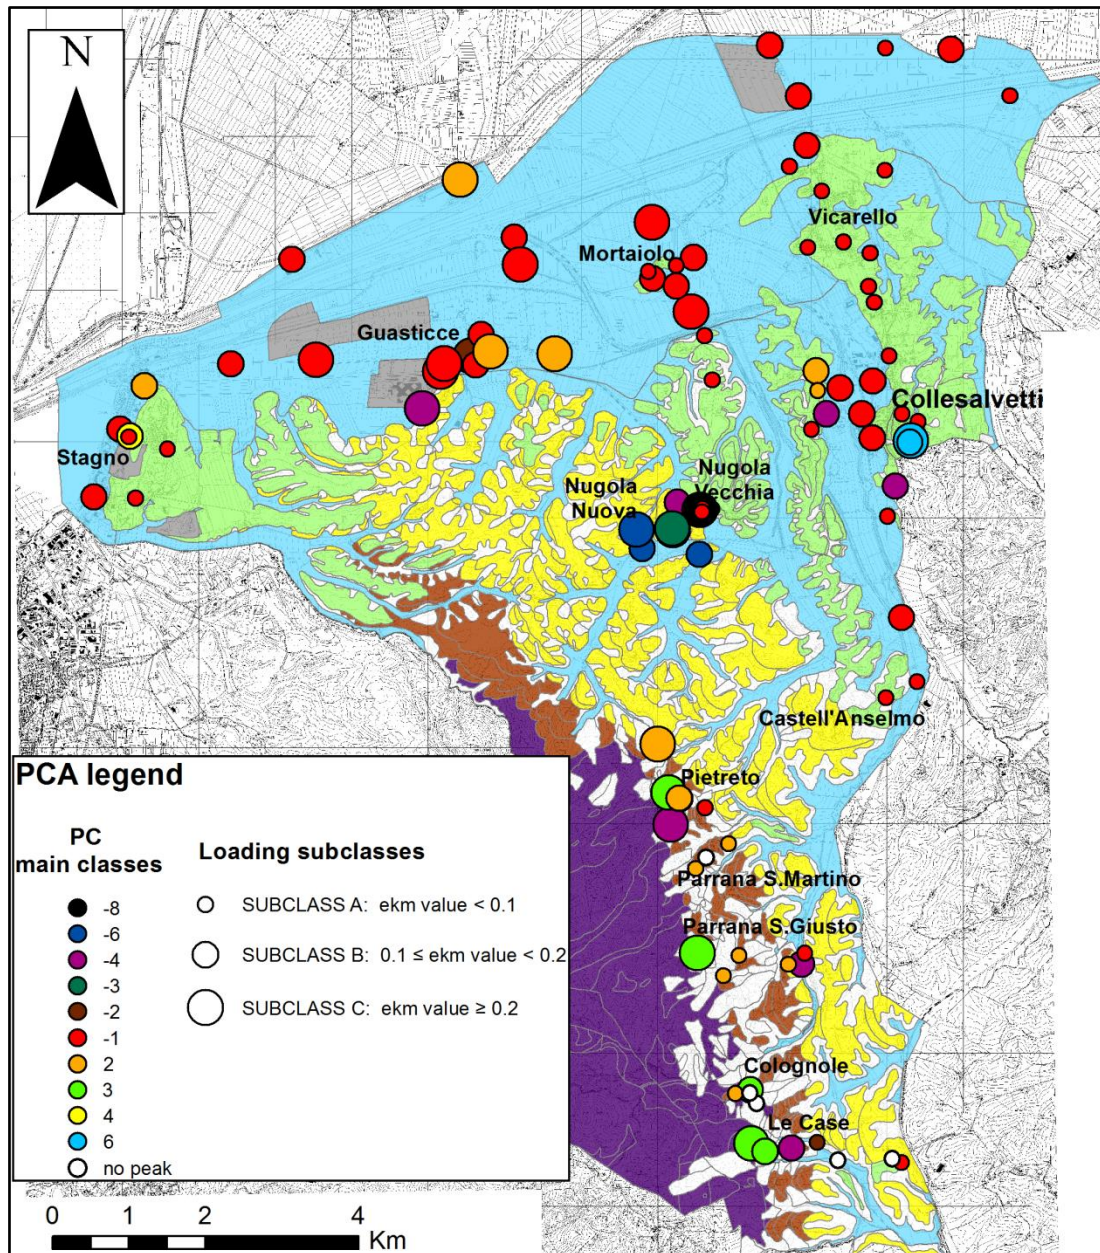 N
Vicarello
Mortaiolo
Guasticce
Collesalvetti
Stagno
Nugola
Vecchia
Nugola
Nuova
Castell'Anselmo
Pietreto
Parrana S.Martino
Parrana S.Giusto
Colognole
Le Case
PCA legend
PC
main classes
-8
-6
-4
-3
-2
-1
2
3
4
6
no peak
Loading subclasses
SUBCLASS A: ekm value < 0.1
SUBCLASS B: 0.1 ≤ ekm value < 0.2
SUBCLASS C: ekm value ≥ 0.2
0 1 2 4
Km